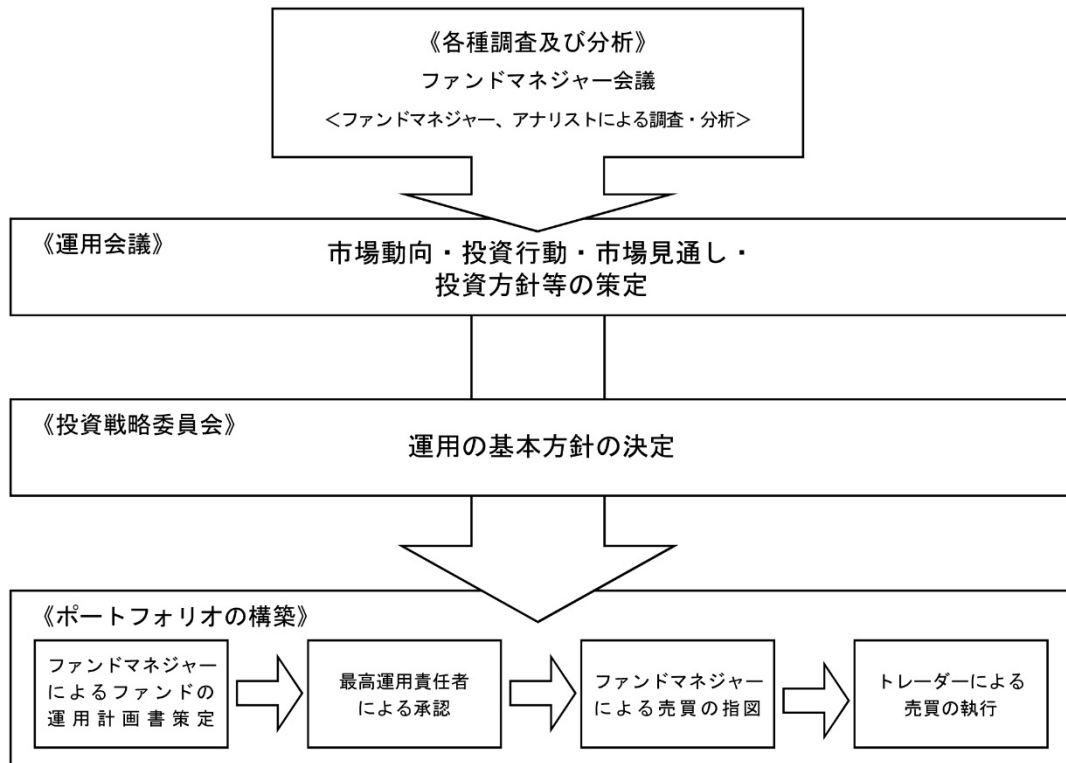 《各種調査及び分析》
ファンドマネジャー会議
＜ファンドマネジャー、アナリストによる調査・分析＞
《運用会議》
市場動向・投資行動・市場見通し・
投資方針等の策定
《投資戦略委員会》
運用の基本方針の決定
《ポートフォリオの構築》
ファンドマネジャー
によるファンドの
運用計画書策定
最高運用責任者
による承認
ファンドマネジャー
による売買の指図
トレーダーによる
売買の執行